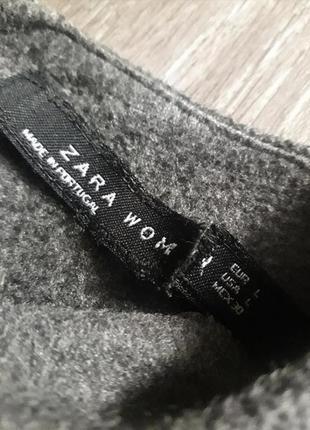 ZARA WOM
MADE IN PORTUGAL
EUR L
USA L
MEX 30